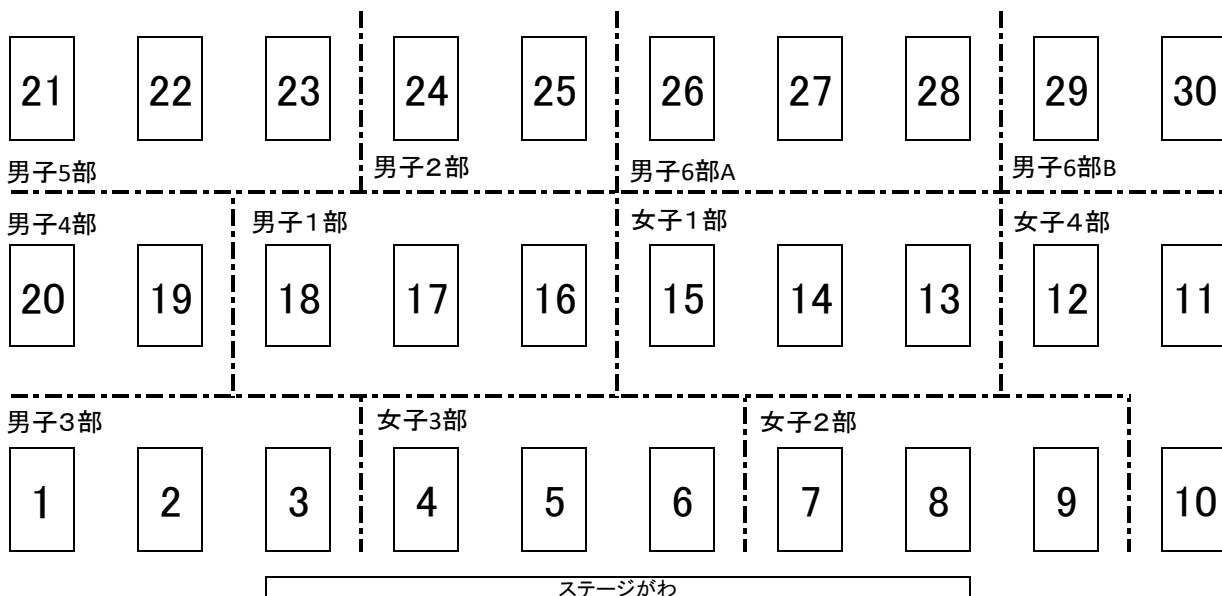 21 22 23 24 25 26 27 28 29 30
男子5部 男子２部 男子6部A 男子6部B
男子4部 男子１部 女子１部 女子４部
20 19 18 17 16 15 14 13 12 11
男子３部 女子3部 女子２部
1 2 3 4 5 6 7 8 9 10
ステージがわ